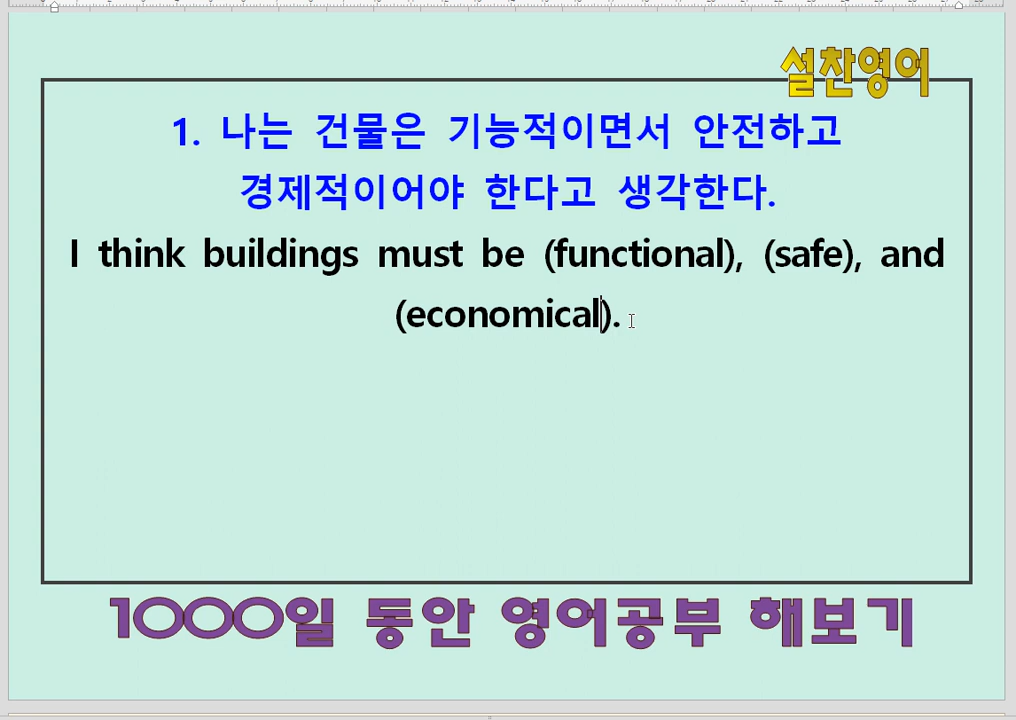 설찬영어
1. 나는 건물은 기능적이면서 안전하고
경제적이어야 한다고 생각한다.
I think buildings must be (functional), (safe), and
(economical).
1000일 동안 영어공부 해보기